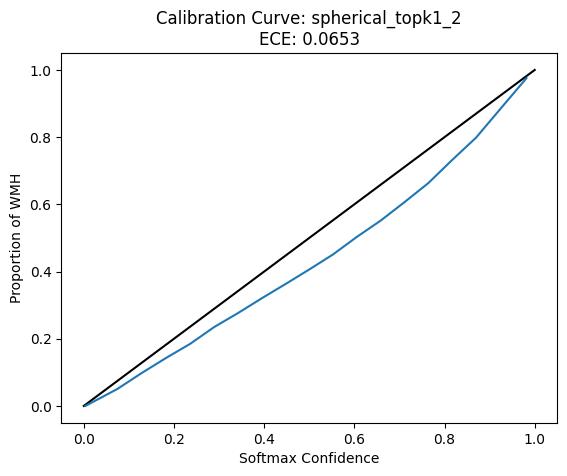 Calibration Curve: spherical_topk1_2
ECE: 0.0653
1.0
0.8
0.6
0.4
0.2
0.0
Proportion of WMH
0.0 0.2 0.4 0.6 0.8 1.0
Softmax Confidence